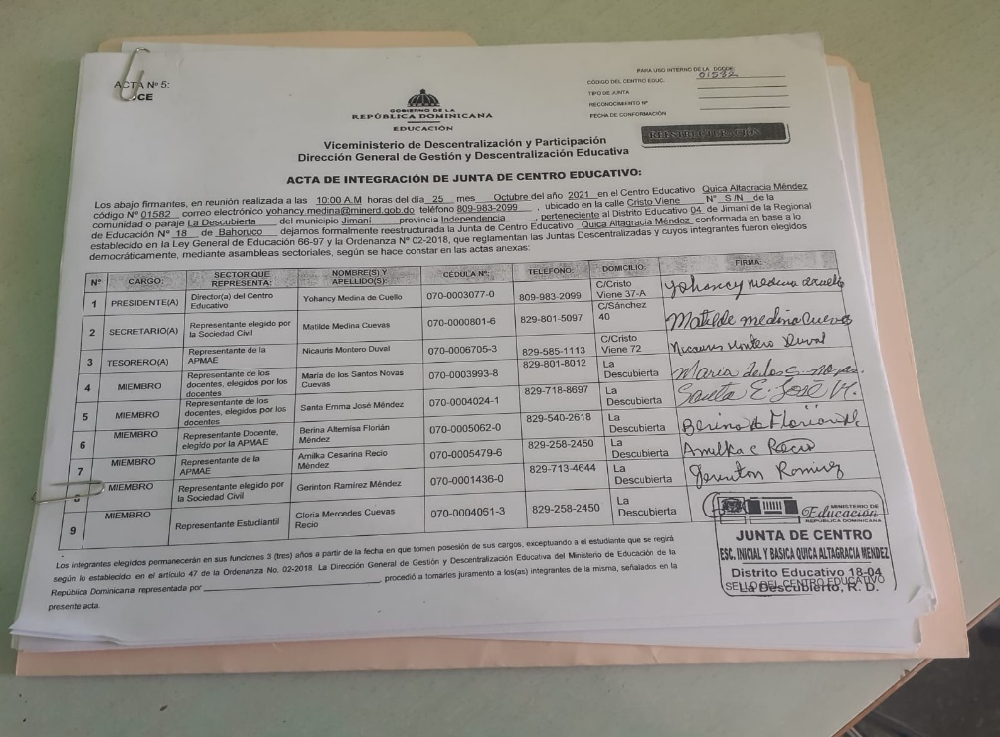 ACTA Nº 5:
PARA USO INTERNO DE LA
CÓDIGO DEL CENTRO EDUC. 01582
TIPO DE JUNTA
RECONOCIMIENTO Nº
FECHA DE CONFORMACIÓN
GOBIERNO DE LA
REPÚBLICA DOMINICANA
EDUCACIÓN
Viceministerio de Descentralización y Participación
Dirección General de Gestión y Descentralización Educativa
ACTA DE INTEGRACIÓN DE JUNTA DE CENTRO EDUCATIVO:
Los abajo firmantes, en reunión realizada a las 10:00 A.M horas del día 25 mes Octubre del año 2021 en el Centro Educativo Quica Altagracia Méndez
código Nº 01582 correo electrónico yohancy.medina@minerd.gob.do teléfono 809-983-2099 , ubicado en la calle Cristo Viene Nº S/N de la
comunidad o paraje La Descubierta del municipio Jimaní provincia Independencia , perteneciente al Distrito Educativo 04 de Jimaní de la Regional
de Educación Nº 18 de Bahoruco dejamos formalmente reestructurada la Junta de Centro Educativo Quica Altagracia Méndez conformada en base a lo
establecido en la Ley General de Educación 66-97 y la Ordenanza Nº 02-2018, que reglamentan las Juntas Descentralizadas y cuyos integrantes fueron elegidos
democráticamente, mediante asambleas sectoriales, según se hace constar en las actas anexas:
Nº CARGO: SECTOR QUE REPRESENTA: NOMBRE(S) Y APELLIDO(S): CÉDULA Nº: TELÉFONO: DOMICILIO: FIRMA:
1 PRESIDENTE(A) Director(a) del Centro Educativo Yohancy Medina de Cuello 070-0003077-0 809-983-2099 C/Cristo Viene 37-A Yohancy Medina
2 SECRETARIO(A) Representante elegido por la Sociedad Civil Matilde Medina Cuevas 070-0000801-6 829-801-5097 C/Sánchez 40 Matilde Medina Cuevas
3 TESORERO(A) Representante de la APMAE Nicauris Montero Duval 070-0006705-3 829-585-1113 C/Cristo Viene 72 Nicauris Montero Duval
4 MIEMBRO Representante de los docentes, elegidos por los docentes María de los Santos Novas Cuevas 070-0003993-8 829-801-8012 La Descubierta María de los S. Novas.
5 MIEMBRO Representante de los docentes, elegidos por los docentes Santa Emma José Méndez 070-0004024-1 829-718-8697 La Descubierta Santa E. José M.
6 MIEMBRO Representante Docente, elegido por la APMAE Berina Altemisa Florián Méndez 070-0005062-0 829-540-2618 La Descubierta Berina A Florián M.
7 MIEMBRO Representante de la APMAE Amilka Cesarina Recio Méndez 070-0005479-6 829-258-2450 La Descubierta Amilka C Recio
8 MIEMBRO Representante elegido por la Sociedad Civil Gerinton Ramírez Méndez 070-0001436-0 829-713-4644 La Descubierta Gerinton Ramirez
9 MIEMBRO Representante Estudiantil Gloria Mercedes Cuevas Recio 070-0004051-3 829-258-2450 La Descubierta
Los integrantes elegidos permanecerán en sus funciones 3 (tres) años a partir de la fecha en que tomen posesión de sus cargos, exceptuando a el estudiante que se regirá
según lo establecido en el artículo 47 de la Ordenanza No. 02-2018. La Dirección General de Gestión y Descentralización Educativa del Ministerio de Educación de la
República Dominicana representada por , procedió a tomarles juramento a los(as) integrantes de la misma, señalados en la
presente acta.
MINISTERIO DE
Educación
REPÚBLICA DOMINICANA
JUNTA DE CENTRO
ESC. INICIAL Y BASICA QUICA ALTAGRACIA MENDEZ
Distrito Educativo 18-04
La Descubierto, R. D.
SELLO DEL CENTRO EDUCATIVO